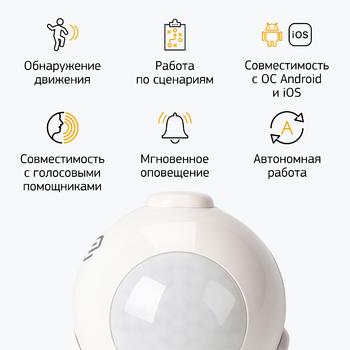 iOS
Обнаружение
движения
Работа
по сценариям
Совместимость
с ОС Android
и iOS
A
Совместимость
с голосовыми
помощниками
Мгновенное
оповещение
Автономная
работа